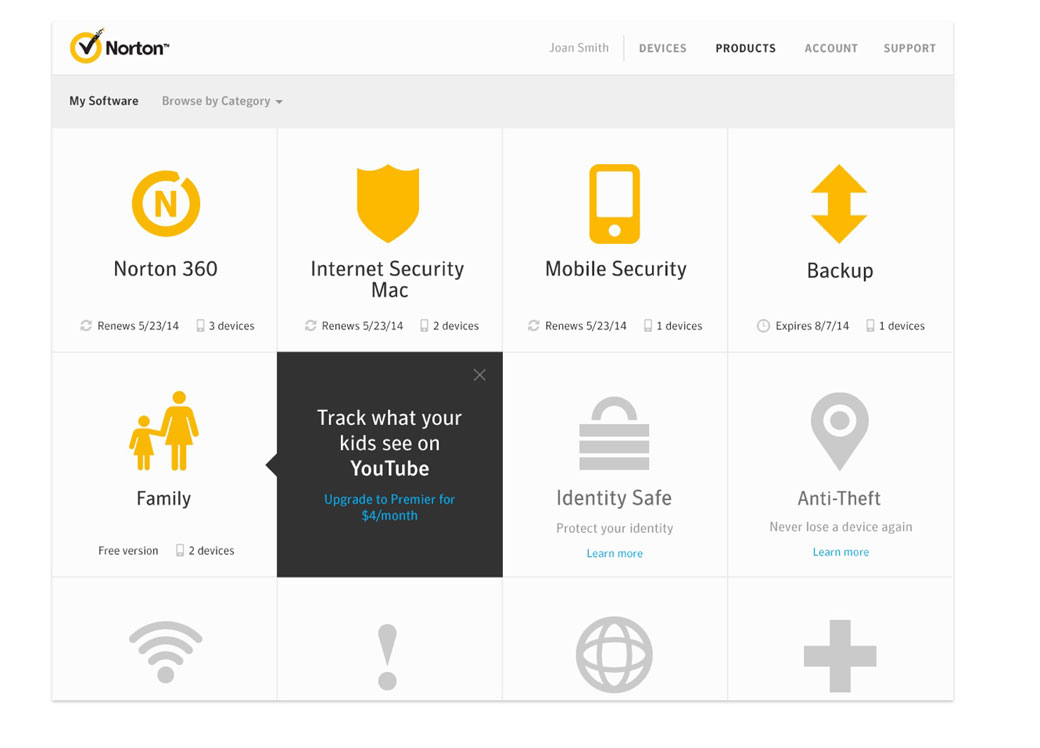 Norton™
Joan Smith
DEVICES
PRODUCTS
ACCOUNT
SUPPORT
My Software
Browse by Category
N
Norton 360
Renews 5/23/14
3 devices
Internet Security
Mac
Renews 5/23/14
2 devices
Mobile Security
Renews 5/23/14
1 devices
Backup
Expires 8/7/14
1 devices
Family
Free version
2 devices
Track what your
kids see on
YouTube
Upgrade to Premier for
$4/month
Identity Safe
Protect your identity
Learn more
Anti-Theft
Never lose a device again
Learn more